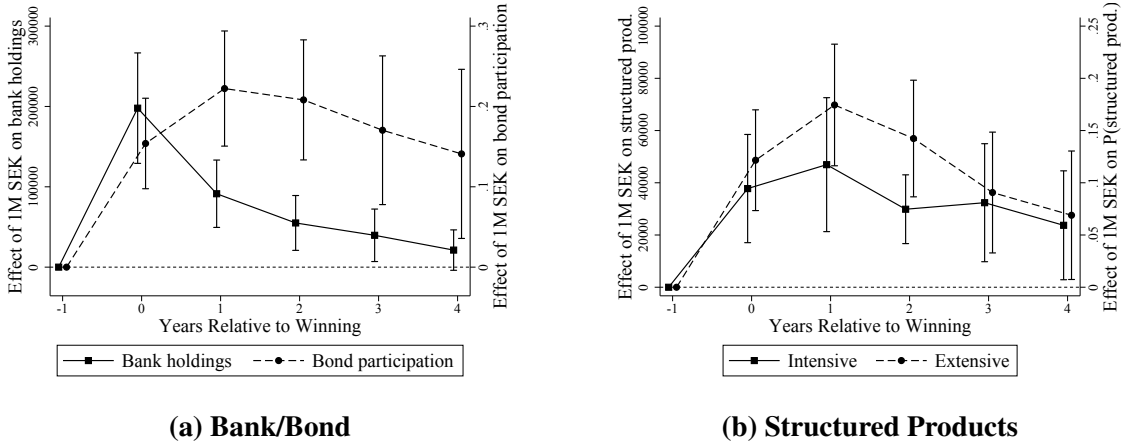 Effect of 1M SEK on bank holdings
0 100000 200000 300000
0 .1 .2 .3
Effect of 1M SEK on bond participation
-1 0 1 2 3 4
Years Relative to Winning
Bank holdings Bond participation
(a) Bank/Bond
Effect of 1M SEK on structured prod.
0 20000 40000 60000 80000 100000
0 .05 .1 .15 .2 .25
Effect of 1M SEK on P(structured prod.)
-1 0 1 2 3 4
Years Relative to Winning
Intensive Extensive
(b) Structured Products